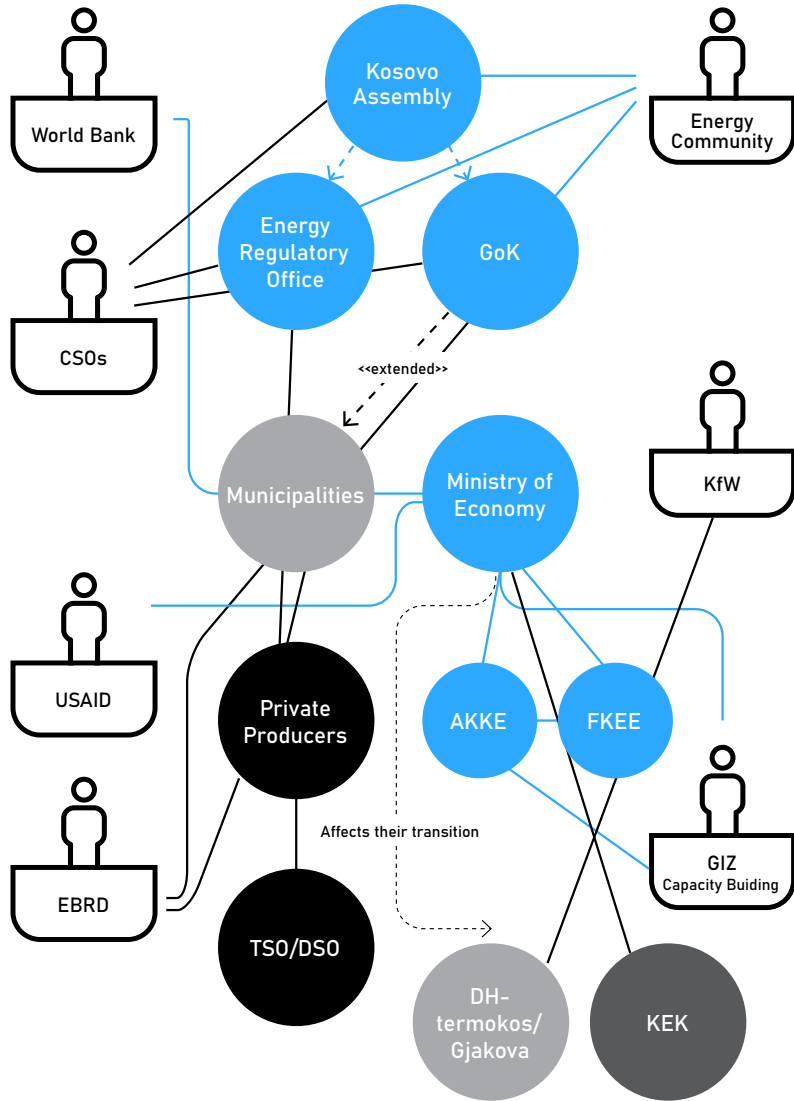 Kosovo
Assembly
World Bank
Energy
Community
Energy
Regulatory
Office
GoK
CSOs
<<extended>>
Municipalities
Ministry of
Economy
KfW
USAID
Private
Producers
AKKE
FKEE
Affects their transition
GIZ
Capacity Buiding
EBRD
TSO/DSO
DH-
termokos/
Gjakova
KEK